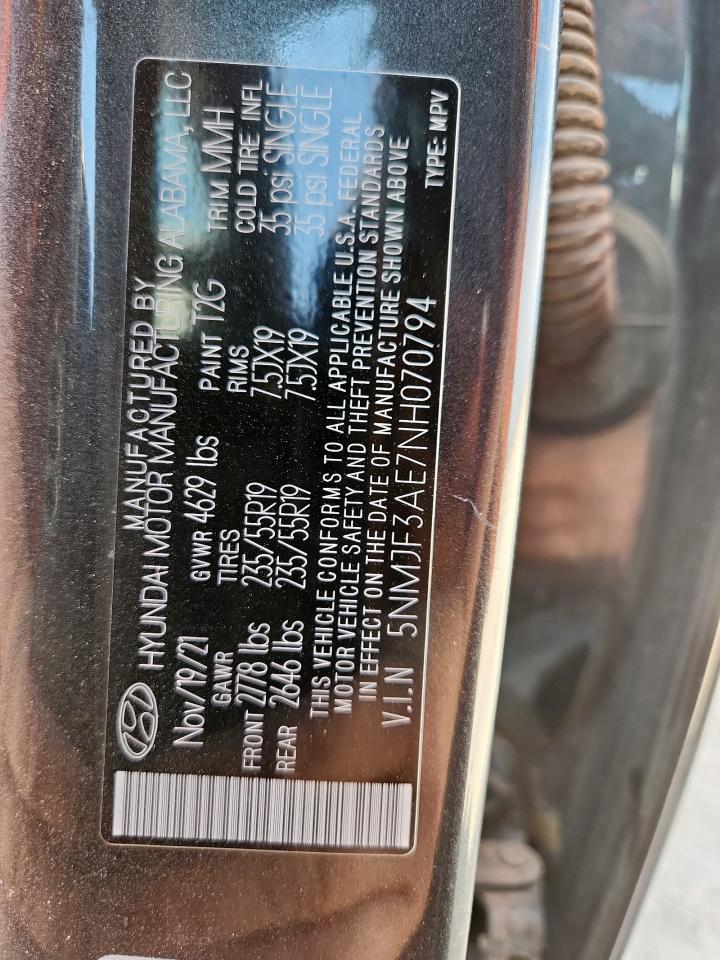 MANUFACTURED BY
HYUNDAI MOTOR MANUFACTURING ALABAMA, LLC
Nov/19/21 GVWR 4629 lbs PAINT T2G TRIM MMH
GAWR TIRES RIMS COLD TIRE INFL
FRONT 2778 lbs 235/55R19 7.5JX19 35 psi SINGLE
REAR 2646 lbs 235/55R19 7.5JX19 35 psi SINGLE
THIS VEHICLE CONFORMS TO ALL APPLICABLE U.S.A. FEDERAL
MOTOR VEHICLE SAFETY AND THEFT PREVENTION STANDARDS
IN EFFECT ON THE DATE OF MANUFACTURE SHOWN ABOVE
V.I.N 5NMJF3AE7NH070794 TYPE: MPV